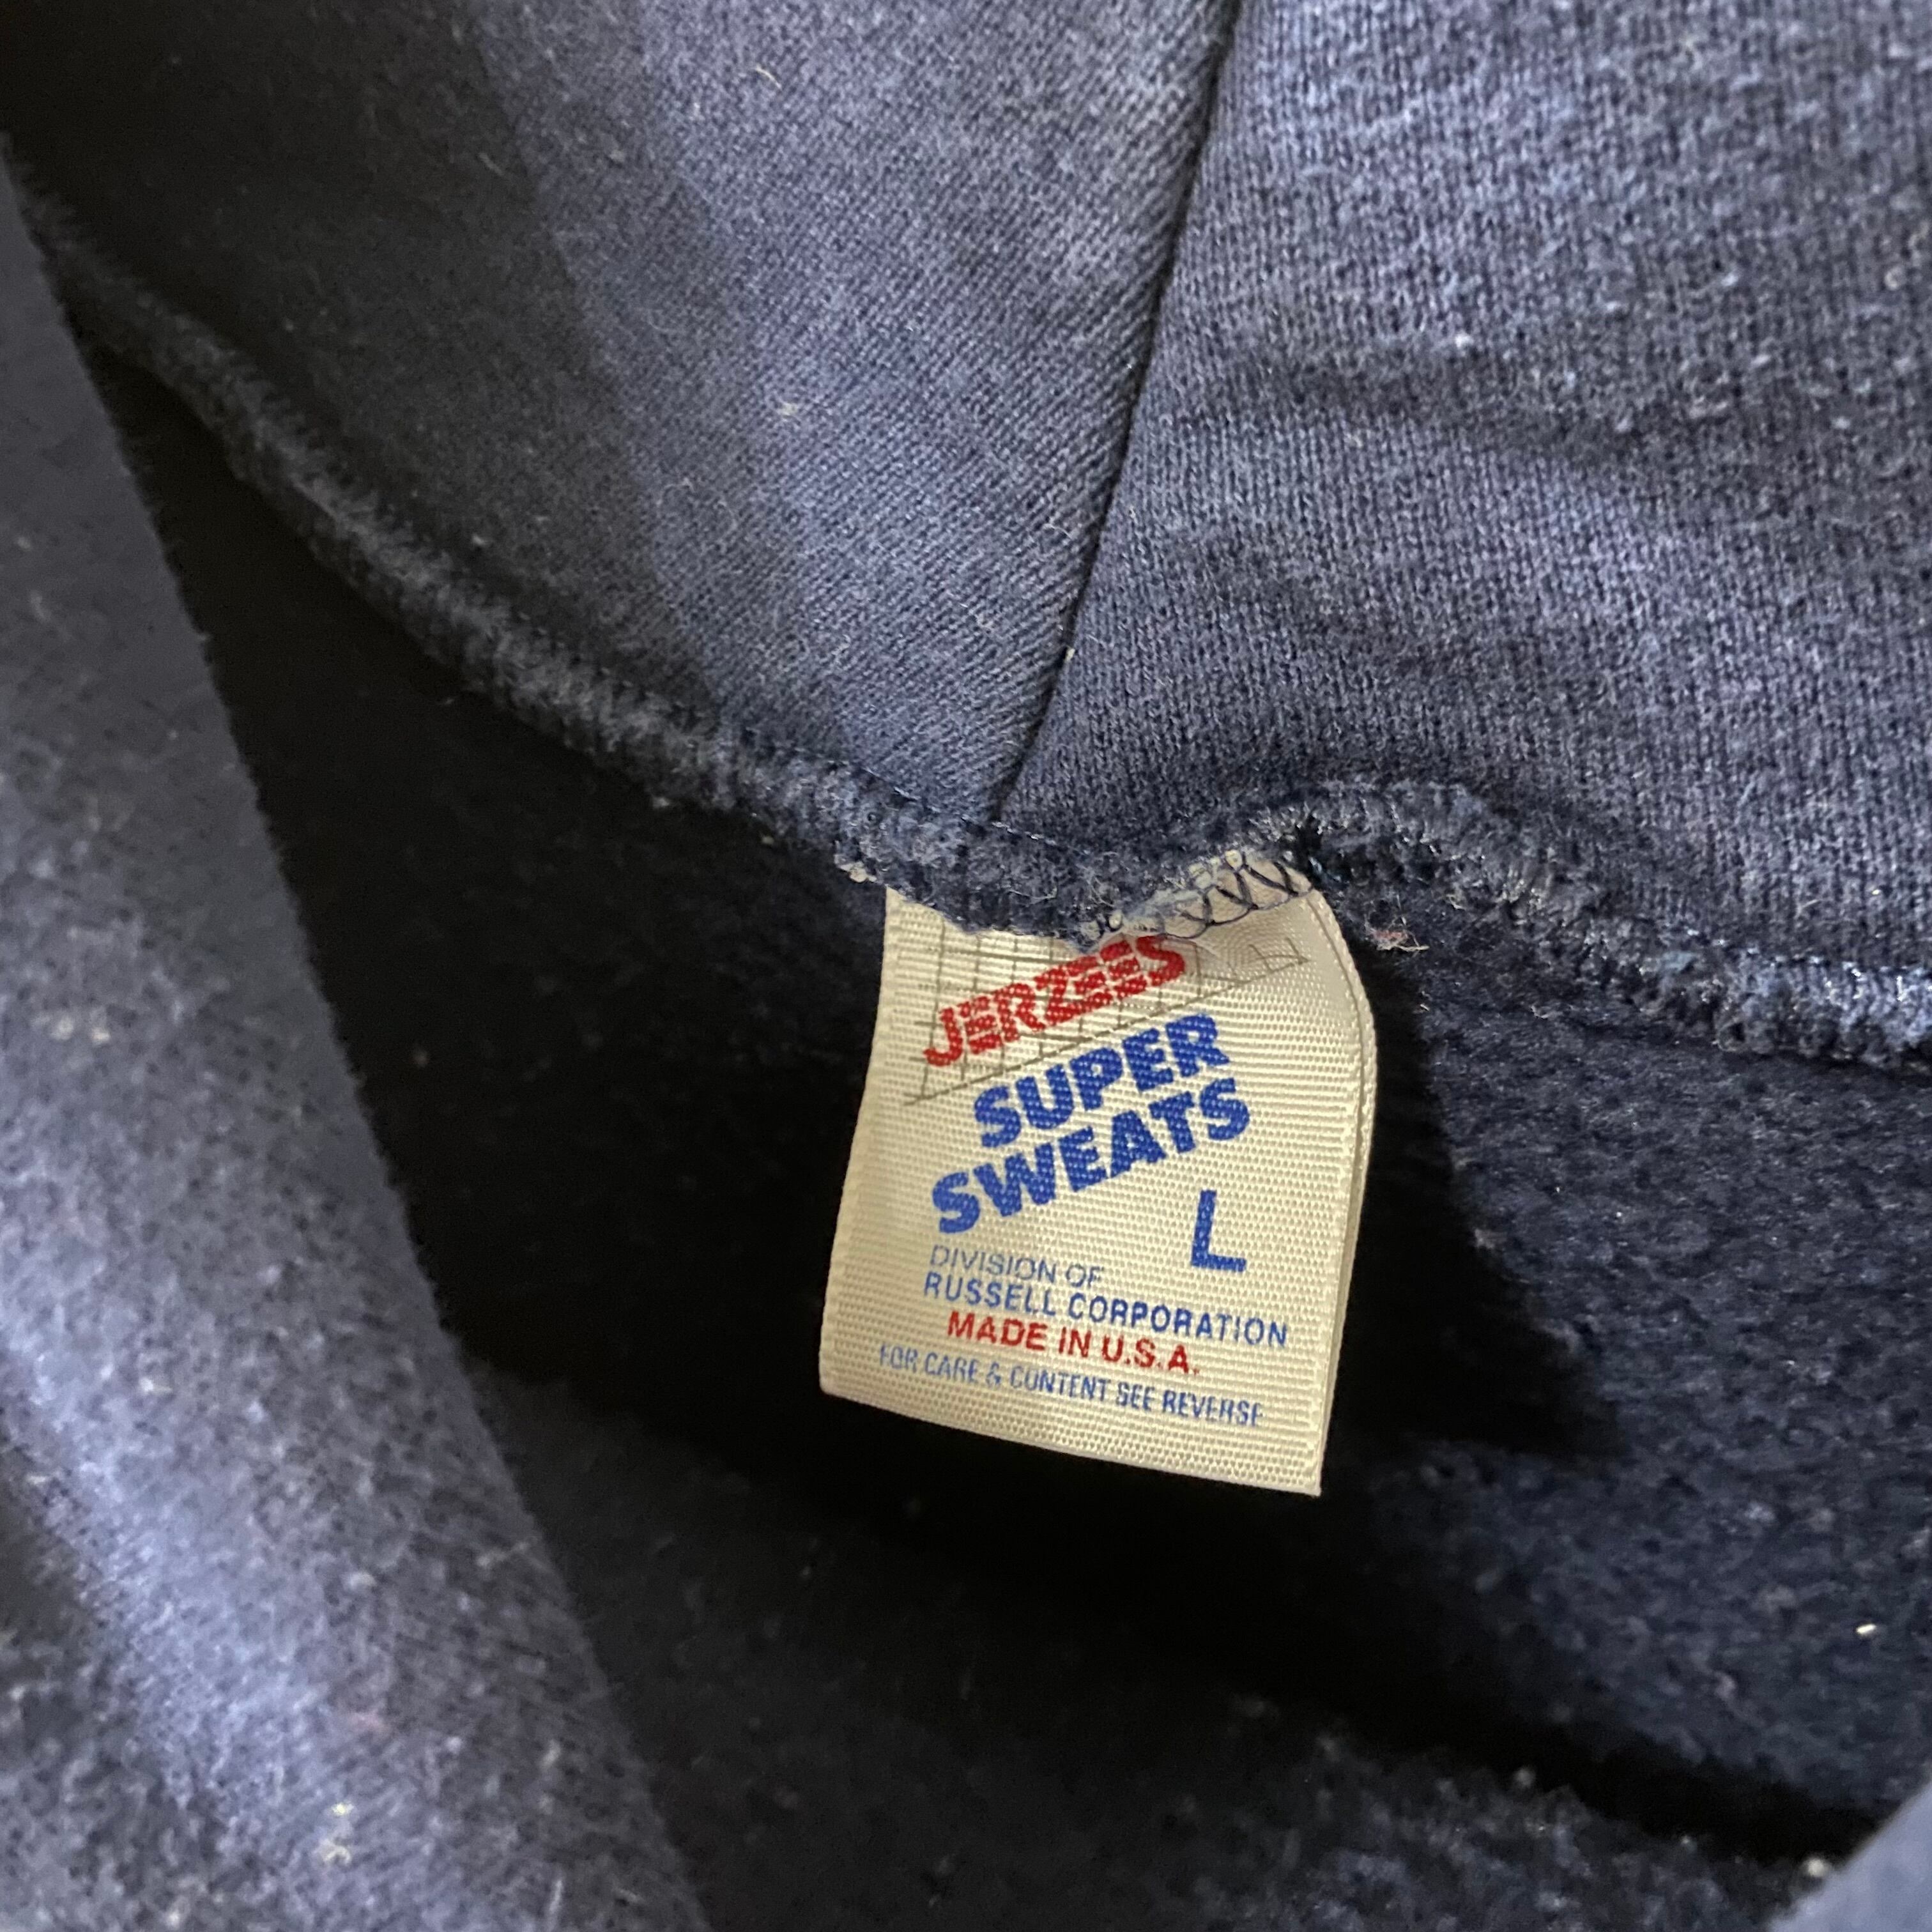 JERZEES
SUPER
SWEATS
L
DIVISION OF
RUSSELL CORPORATION
MADE IN U.S.A.
FOR CARE & CONTENT SEE REVERSE